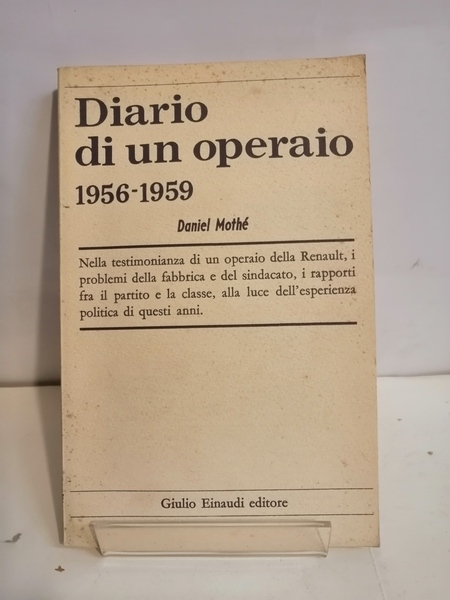 Diario
di un operaio
1956-1959
Daniel Mothé
Nella testimonianza di un operaio della Renault, i
problemi della fabbrica e del sindacato, i rapporti
fra il partito e la classe, alla luce dell'esperienza
politica di questi anni.
Giulio Einaudi editore